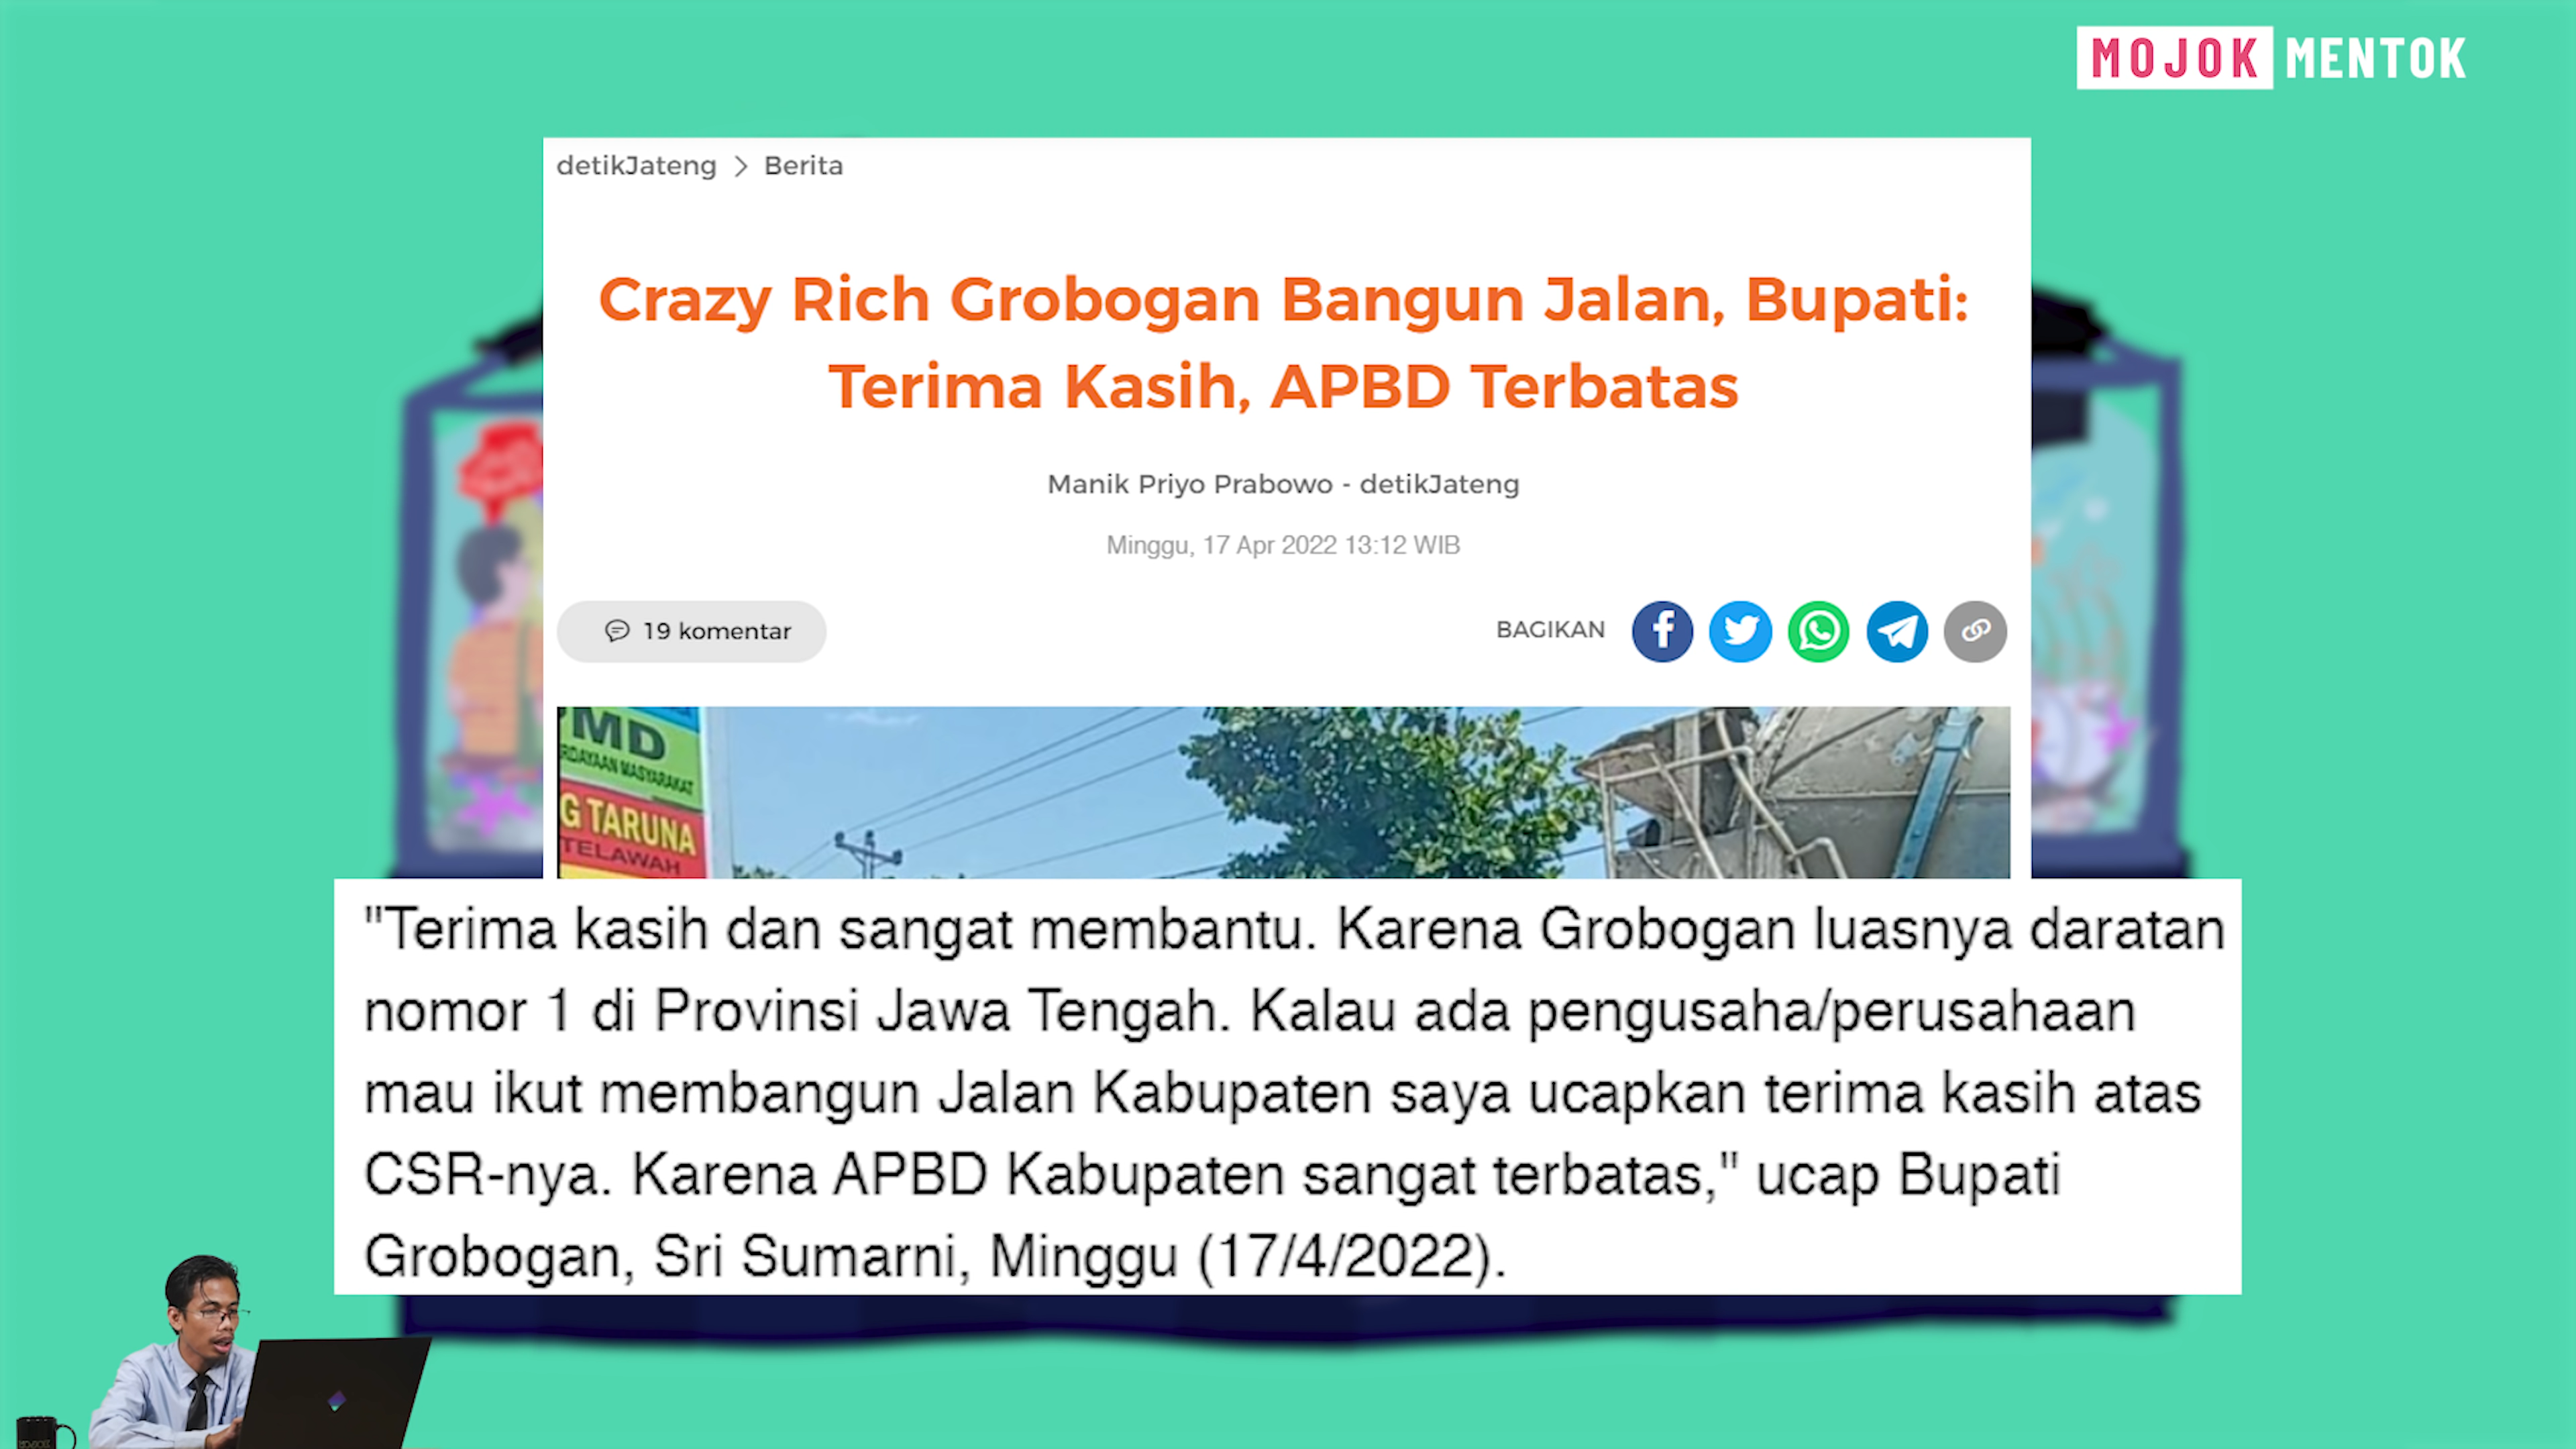 MOJOK MENTOK
detikJateng > Berita
Crazy Rich Grobogan Bangun Jalan, Bupati:
Terima Kasih, APBD Terbatas
Manik Priyo Prabowo - detikJateng
Minggu, 17 Apr 2022 13:12 WIB
19 komentar
BAGIKAN
MD
RDAYAAN MASYARAKAT
G TARUNA
TELAWAH
"Terima kasih dan sangat membantu. Karena Grobogan luasnya daratan
nomor 1 di Provinsi Jawa Tengah. Kalau ada pengusaha/perusahaan
mau ikut membangun Jalan Kabupaten saya ucapkan terima kasih atas
CSR-nya. Karena APBD Kabupaten sangat terbatas," ucap Bupati
Grobogan, Sri Sumarni, Minggu (17/4/2022).